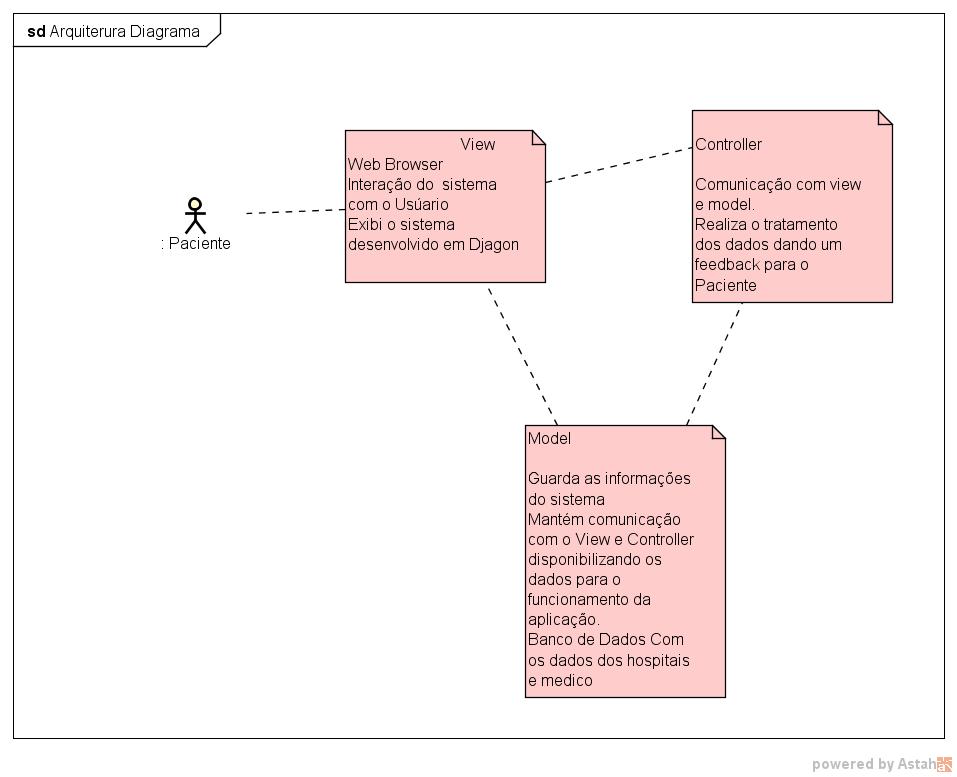 sd Arquiterura Diagrama
: Paciente
View
Web Browser
Interação do sistema
com o Usúario
Exibi o sistema
desenvolvido em Djagon
Controller
Comunicação com view
e model.
Realiza o tratamento
dos dados dando um
feedback para o
Paciente
Model
Guarda as informações
do sistema
Mantém comunicação
com o View e Controller
disponibilizando os
dados para o
funcionamento da
aplicação.
Banco de Dados Com
os dados dos hospitais
e medico
powered by Astah